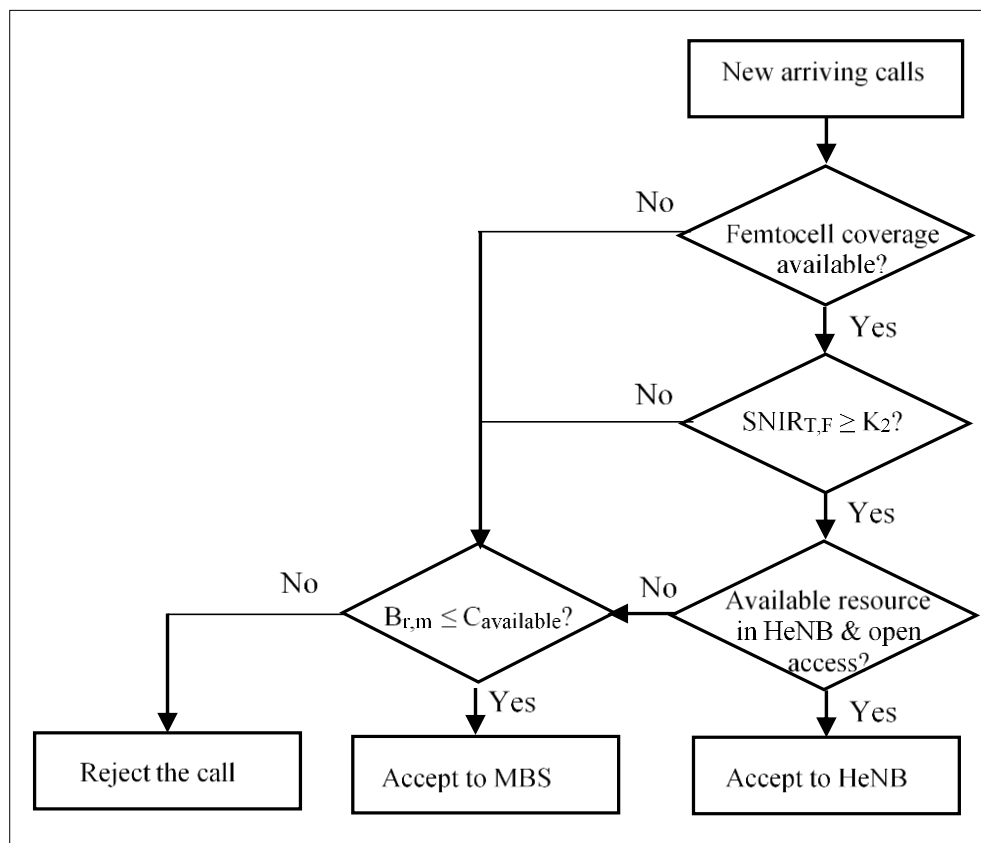 New arriving calls
No
Femtocell coverage
available?
Yes
No
SNIR_T,F ≥ K_2?
Yes
No
B_r,m ≤ C_available?
No
Available resource
in HeNB & open
access?
Yes
Yes
Reject the call
Accept to MBS
Accept to HeNB